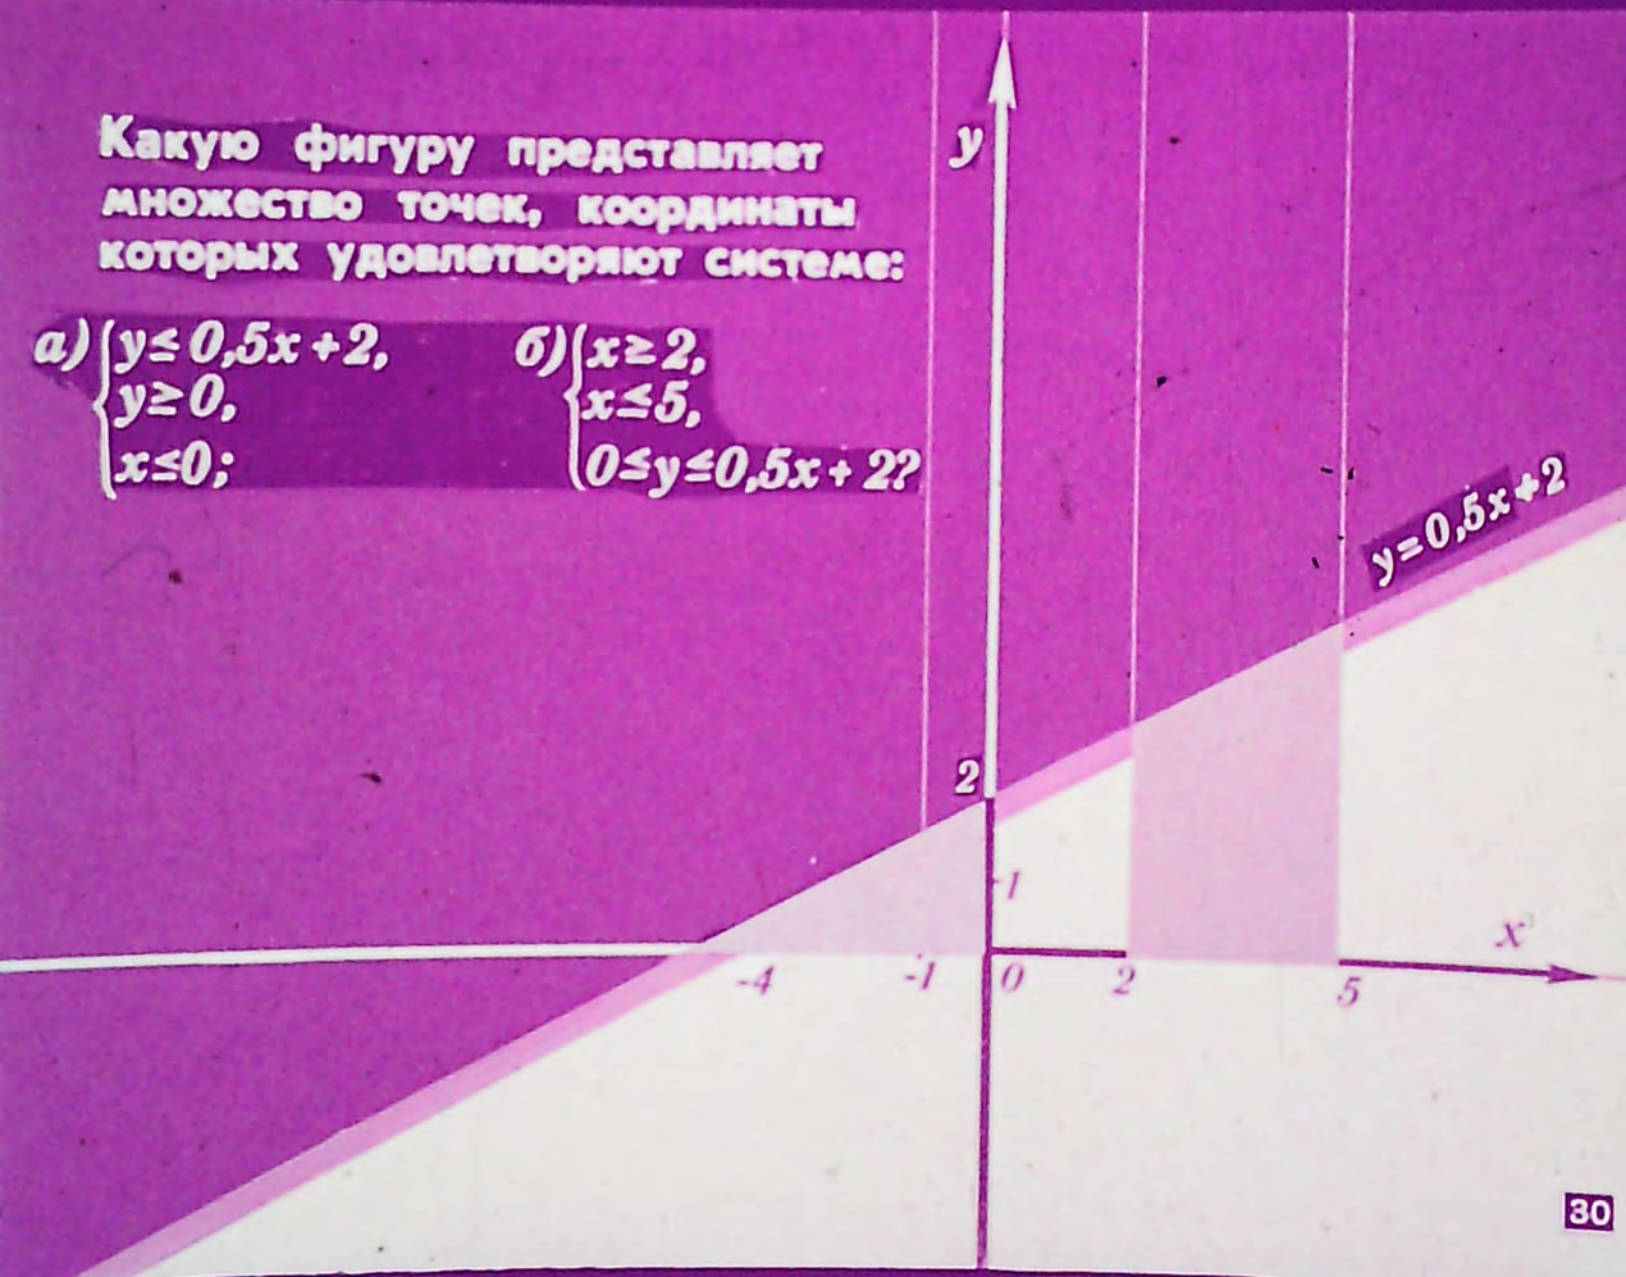 Какую фигуру представляет
множество точек, координаты
которых удовлетворяют системе:
а) { y ≤ 0,5x + 2,
y ≥ 0,
x ≤ 0;
б) { x ≥ 2,
x ≤ 5,
0 ≤ y ≤ 0,5x + 2?
y
y = 0,5x + 2
2
1
x
-4 -1 0 2 5
30